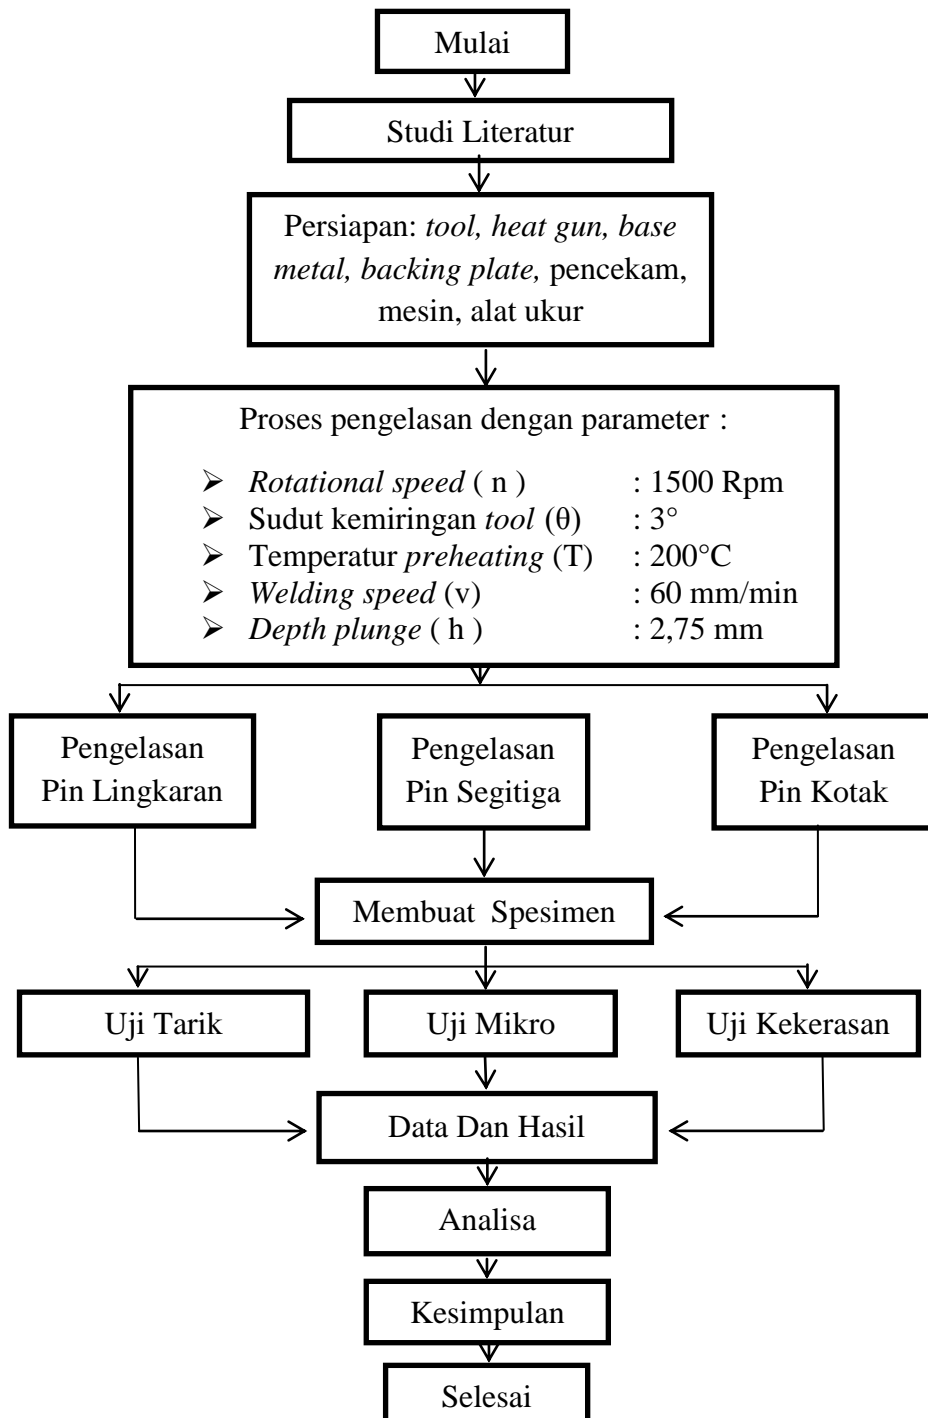 Mulai
Studi Literatur
Persiapan: tool, heat gun, base
metal, backing plate, pencekam,
mesin, alat ukur
Proses pengelasan dengan parameter :
➢ Rotational speed ( n ) : 1500 Rpm
➢ Sudut kemiringan tool (θ) : 3°
➢ Temperatur preheating (T) : 200°C
➢ Welding speed (v) : 60 mm/min
➢ Depth plunge ( h ) : 2,75 mm
Pengelasan
Pin Lingkaran
Pengelasan
Pin Segitiga
Pengelasan
Pin Kotak
Membuat Spesimen
Uji Tarik
Uji Mikro
Uji Kekerasan
Data Dan Hasil
Analisa
Kesimpulan
Selesai